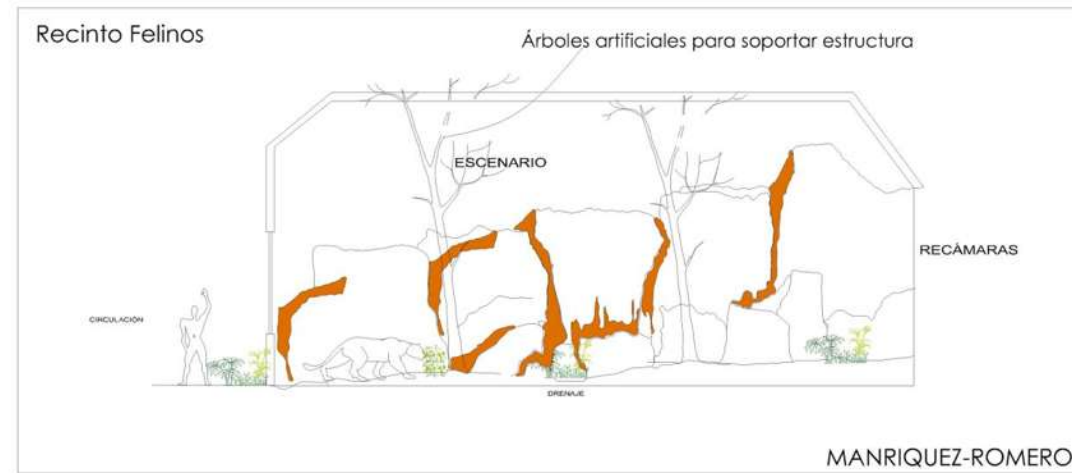 Recinto Felinos
Árboles artificiales para soportar estructura
ESCENARIO
RECÁMARAS
CIRCULACIÓN
DRENAJE
MANRIQUEZ-ROMERO